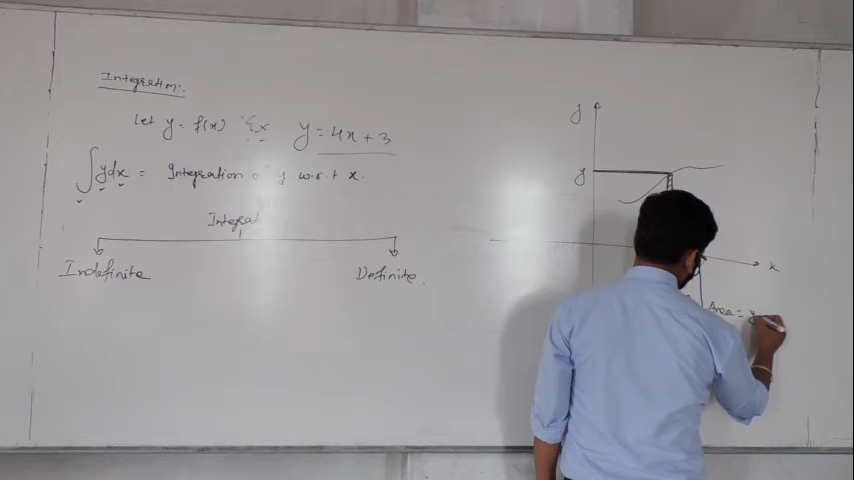 Integration:.
Let y = f(x) Ex y = 4x + 3
∫ydx = Integration of y w.r.t x.
Integral
Indefinite Definite.
y
y
x
Area = y